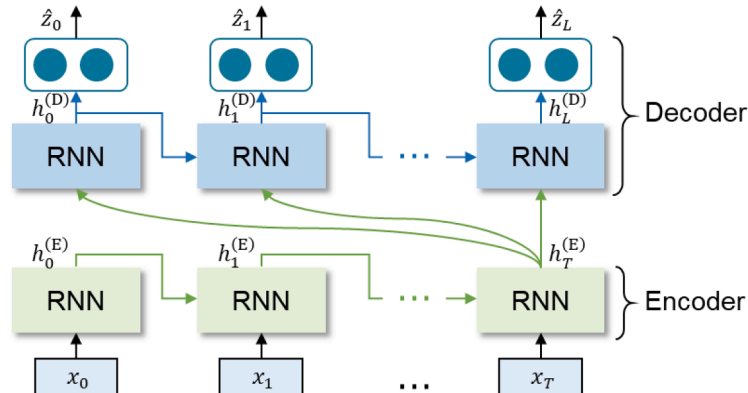 ẑ₀ ẑ₁ ẑ_L
h₀⁽ᴰ⁾ h₁⁽ᴰ⁾ h_L⁽ᴰ⁾ Decoder
RNN RNN ... RNN
h₀⁽ᴱ⁾ h₁⁽ᴱ⁾ h_T⁽ᴱ⁾
RNN RNN ... RNN Encoder
x₀ x₁ ... x_T